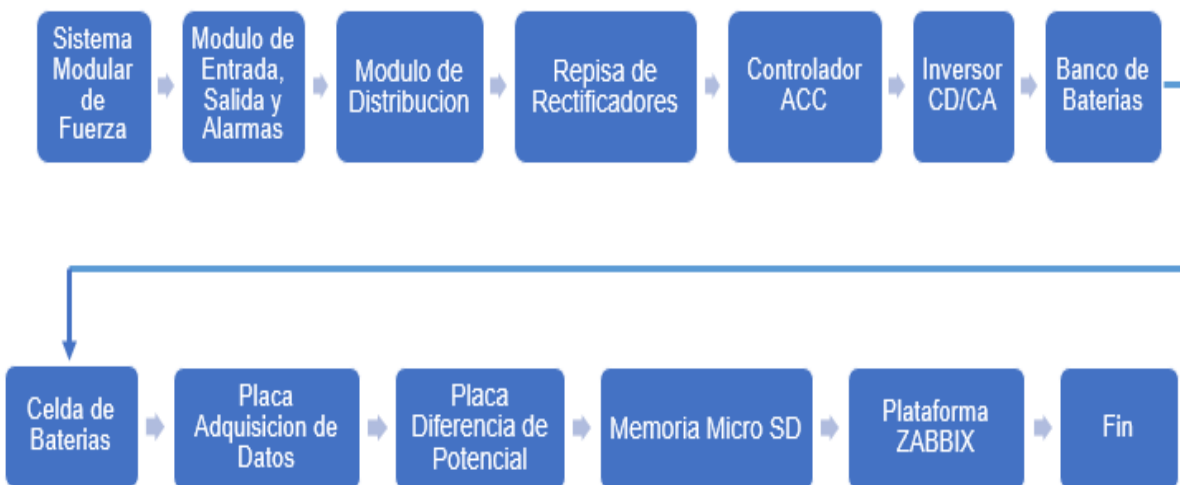 Sistema
Modular
de
Fuerza
Modulo de
Entrada,
Salida y
Alarmas
Modulo de
Distribucion
Repisa de
Rectificadores
Controlador
ACC
Inversor
CD/CA
Banco de
Baterias
Celda de
Baterias
Placa
Adquisicion de
Datos
Placa
Diferencia de
Potencial
Memoria Micro SD
Plataforma
ZABBIX
Fin